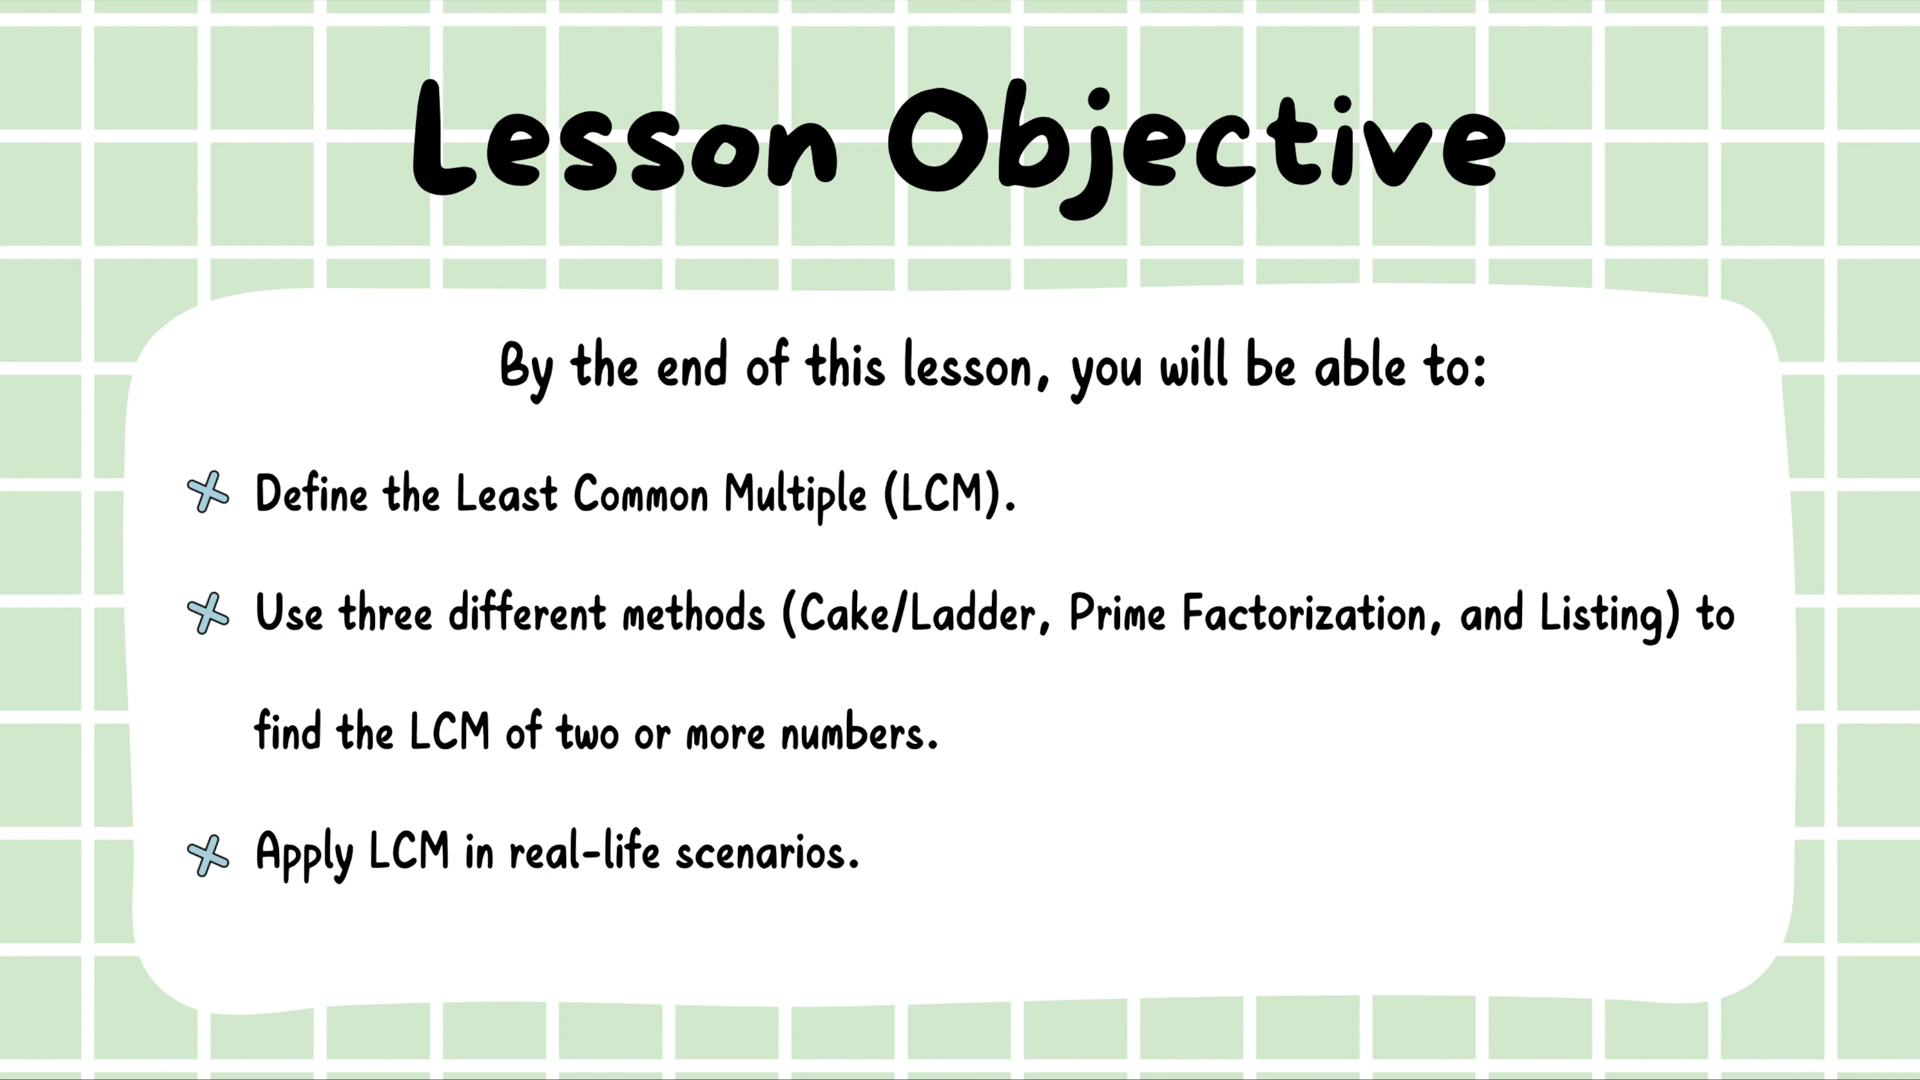 Lesson Objective
By the end of this lesson, you will be able to:
Define the Least Common Multiple (LCM).
Use three different methods (Cake/Ladder, Prime Factorization, and Listing) to
find the LCM of two or more numbers.
Apply LCM in real-life scenarios.